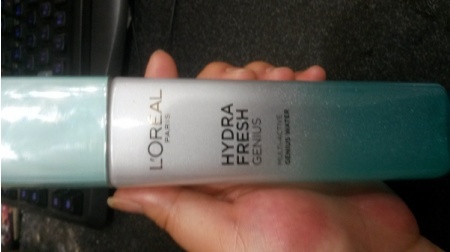 L'ORÉAL
PARIS
HYDRA
FRESH
GENIUS
MULTI-ACTIVE
GENIUS WATER